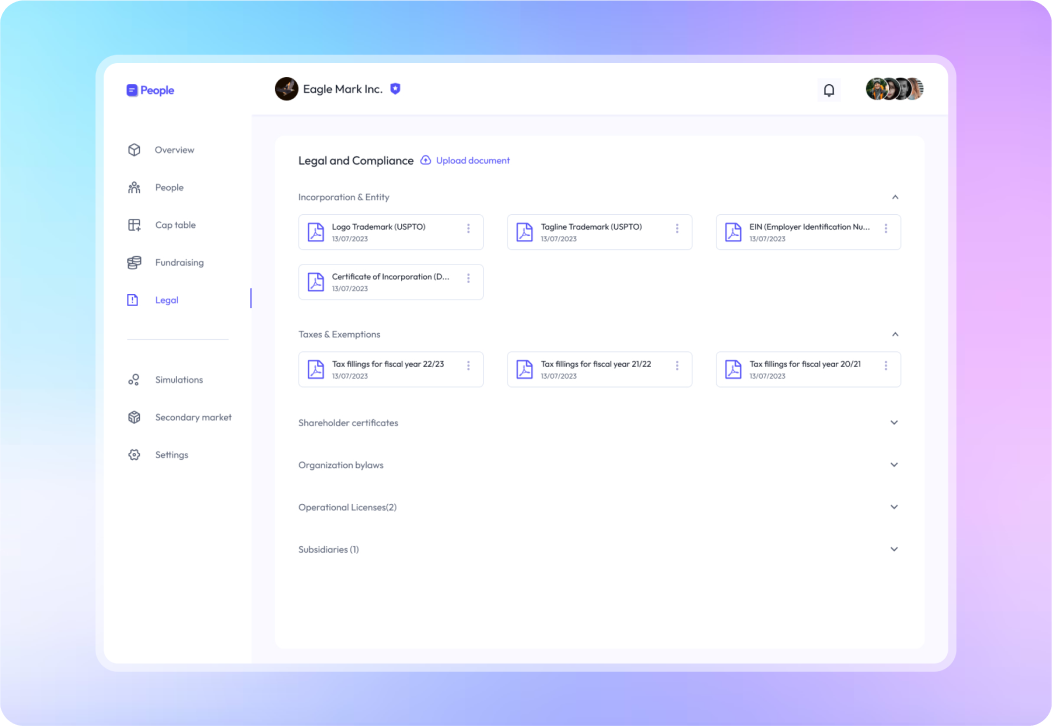 People
Eagle Mark Inc.
Overview
People
Cap table
Fundraising
Legal
Simulations
Secondary market
Settings
Legal and Compliance
Upload document
Incorporation & Entity
Logo Trademark (USPTO)
13/07/2023
Tagline Trademark (USPTO)
13/07/2023
EIN (Employer Identification Nu...
13/07/2023
Certificate of Incorporation (D...
13/07/2023
Taxes & Exemptions
Tax fillings for fiscal year 22/23
13/07/2023
Tax fillings for fiscal year 21/22
13/07/2023
Tax fillings for fiscal year 20/21
13/07/2023
Shareholder certificates
Organization bylaws
Operational Licenses(2)
Subsidiaries (1)